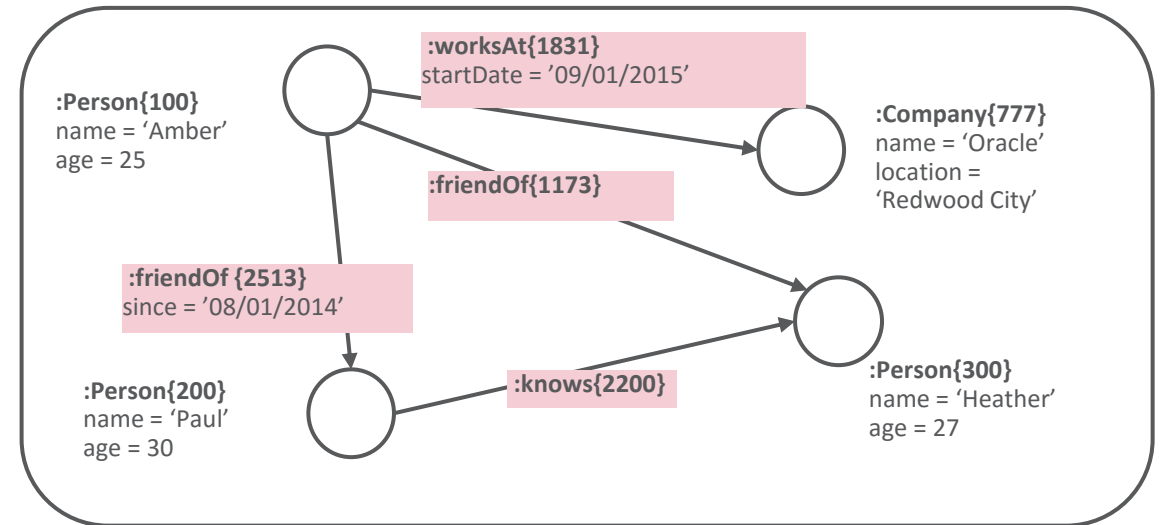 :worksAt{1831}
startDate = ’09/01/2015’
:Person{100}
name = ‘Amber’
age = 25
:Company{777}
name = ‘Oracle’
location =
‘Redwood City’
:friendOf{1173}
:friendOf {2513}
since = ’08/01/2014’
:Person{200}
name = ‘Paul’
age = 30
:knows{2200}
:Person{300}
name = ‘Heather’
age = 27